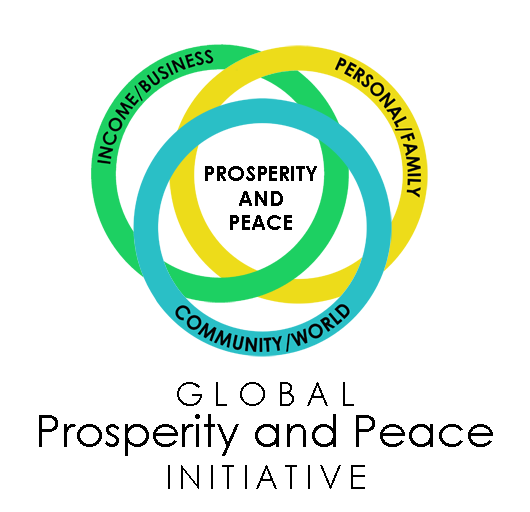 INCOME/BUSINESS
PERSONAL/FAMILY
PROSPERITY
AND
PEACE
COMMUNITY/WORLD
GLOBAL
Prosperity and Peace
INITIATIVE